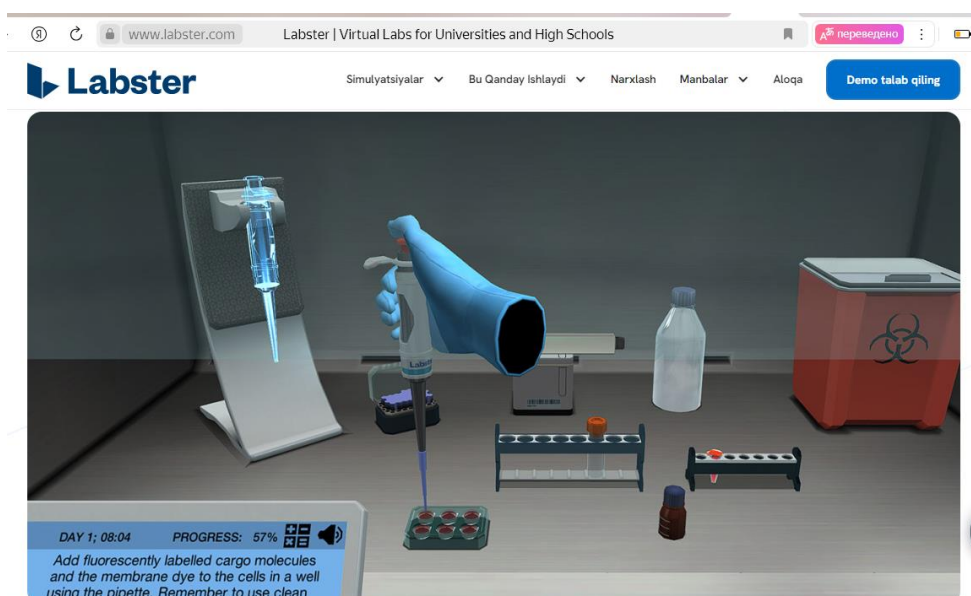 www.labster.com Labster | Virtual Labs for Universities and High Schools переведено
Labster Simulyatsiyalar Bu Qanday Ishlaydi Narxlash Manbalar Aloqa Demo talab qiling
Labster
DAY 1; 08:04 PROGRESS: 57%
Add fluorescently labelled cargo molecules
and the membrane dye to the cells in a well
using the pipette. Remember to use clean